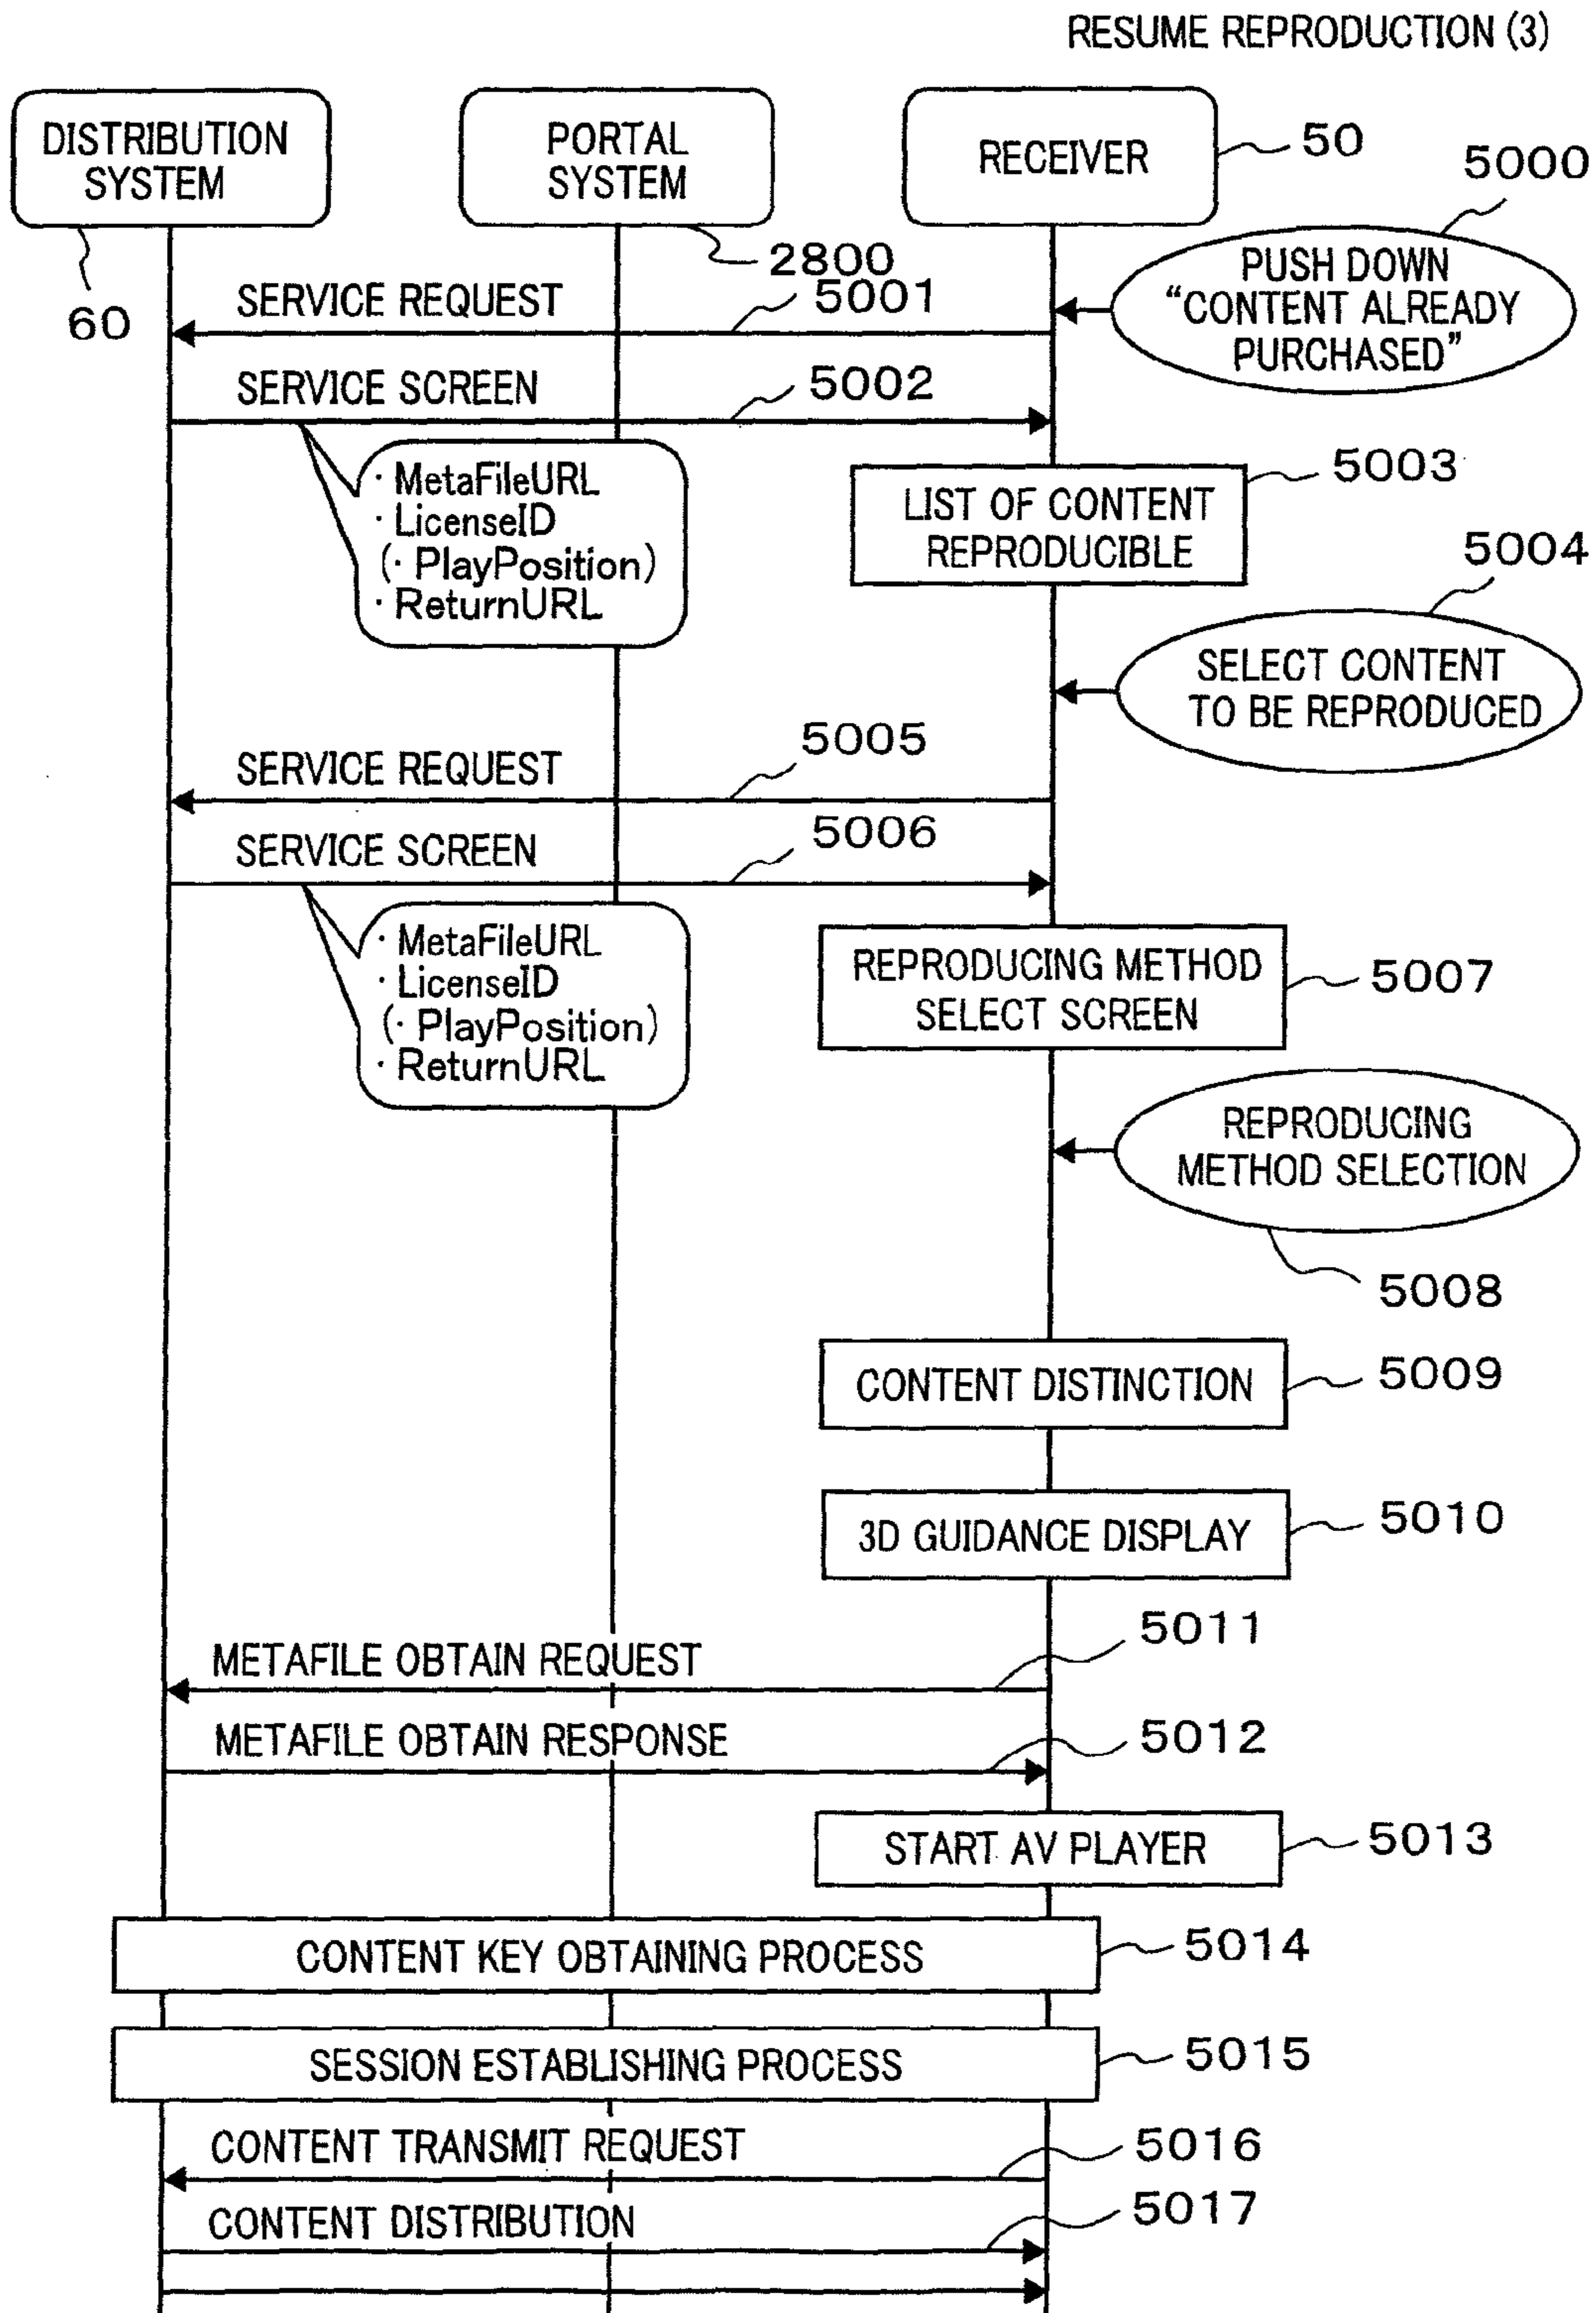 RESUME REPRODUCTION (3)
DISTRIBUTION
SYSTEM
PORTAL
SYSTEM
RECEIVER
50
5000
60
2800
PUSH DOWN
“CONTENT ALREADY
PURCHASED”
SERVICE REQUEST
5001
SERVICE SCREEN
5002
· MetaFileURL
· LicenseID
(· PlayPosition)
· ReturnURL
LIST OF CONTENT
REPRODUCIBLE
5003
5004
SELECT CONTENT
TO BE REPRODUCED
SERVICE REQUEST
5005
SERVICE SCREEN
5006
· MetaFileURL
· LicenseID
(· PlayPosition)
· ReturnURL
REPRODUCING METHOD
SELECT SCREEN
5007
REPRODUCING
METHOD SELECTION
5008
CONTENT DISTINCTION
5009
3D GUIDANCE DISPLAY
5010
METAFILE OBTAIN REQUEST
5011
METAFILE OBTAIN RESPONSE
5012
START AV PLAYER
5013
CONTENT KEY OBTAINING PROCESS
5014
SESSION ESTABLISHING PROCESS
5015
CONTENT TRANSMIT REQUEST
5016
CONTENT DISTRIBUTION
5017